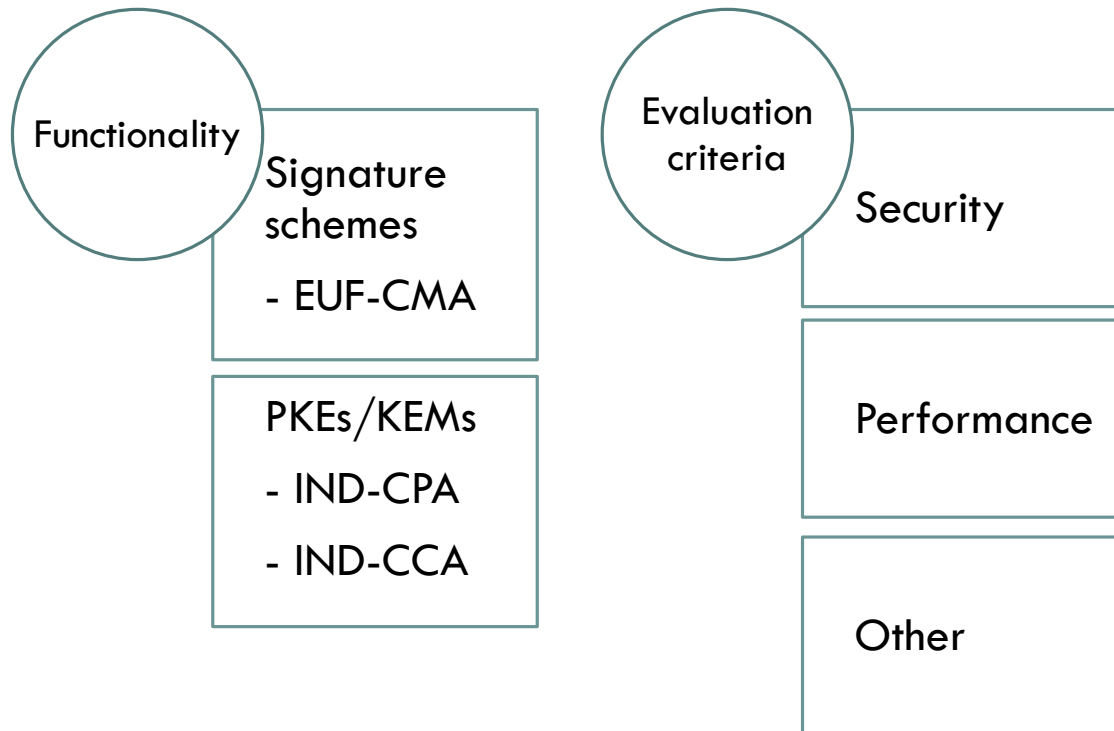 Functionality
Signature
schemes
- EUF-CMA
PKEs/KEMs
- IND-CPA
- IND-CCA
Evaluation
criteria
Security
Performance
Other